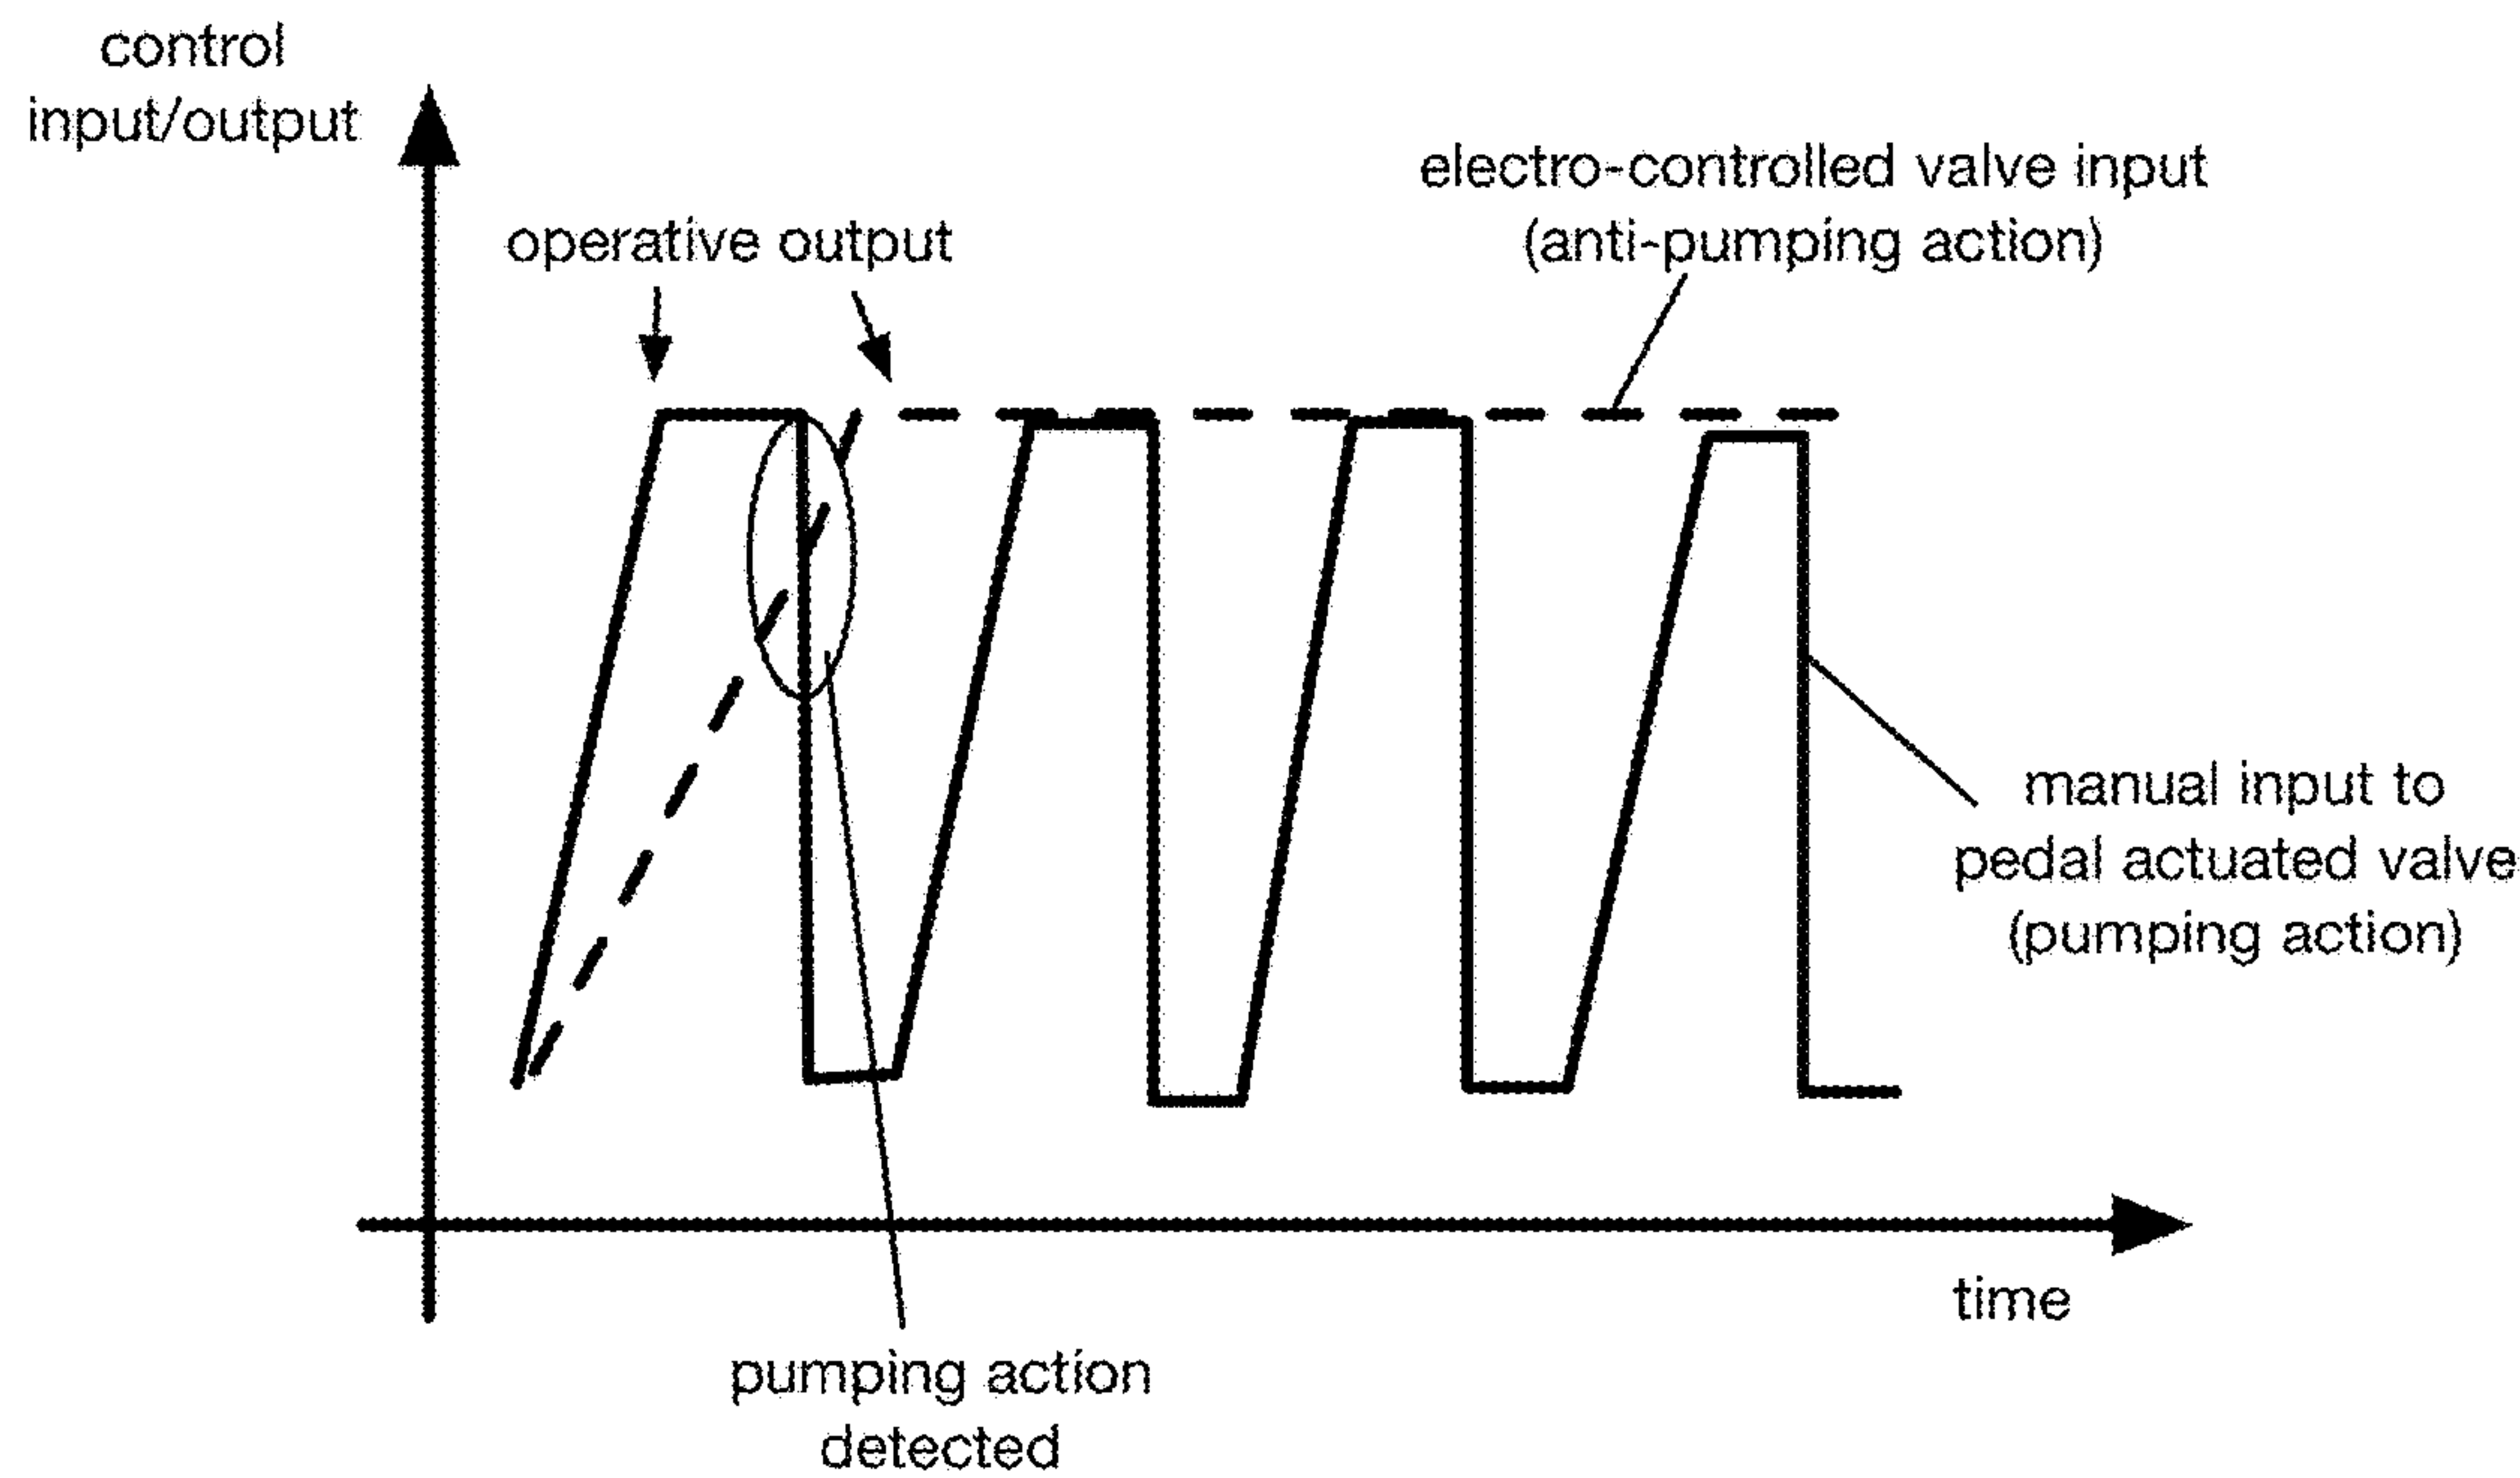 control
input/output
electro-controlled valve input
(anti-pumping action)
operative output
manual input to
pedal actuated valve
(pumping action)
time
pumping action
detected